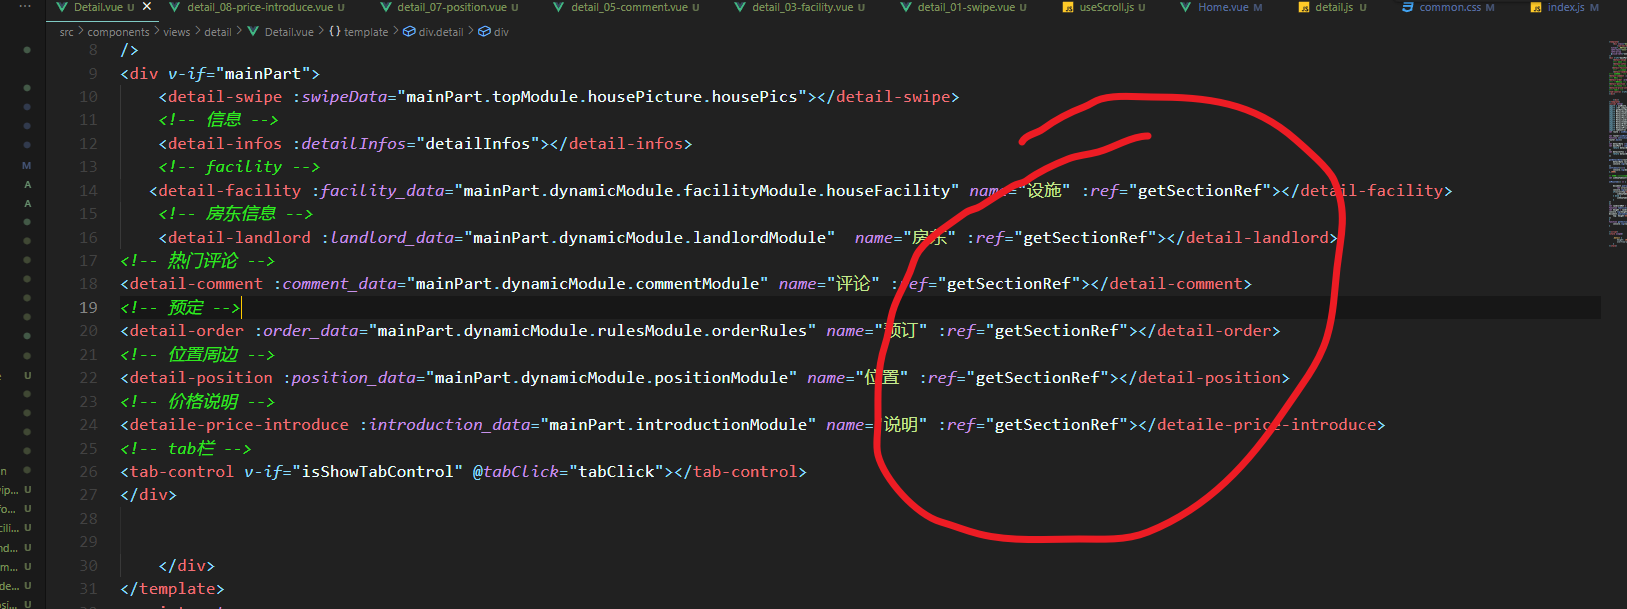 Detail.vue U
detail_08-price-introduce.vue U
detail_07-position.vue U
detail_05-comment.vue U
detail_03-facility.vue U
detail_01-swipe.vue U
useScroll.js U
Home.vue M
detail.js U
common.css M
index.js M
src > components > views > detail > Detail.vue > {} template > div.detail > div
8 />
9 <div v-if="mainPart">
10 <detail-swipe :swipeData="mainPart.topModule.housePicture.housePics"></detail-swipe>
11 <!-- 信息 -->
12 <detail-infos :detailInfos="detailInfos"></detail-infos>
13 <!-- facility -->
14 <detail-facility :facility_data="mainPart.dynamicModule.facilityModule.houseFacility" name="设施" :ref="getSectionRef"></detail-facility>
15 <!-- 房东信息 -->
16 <detail-landlord :landlord_data="mainPart.dynamicModule.landlordModule"  name="房东" :ref="getSectionRef"></detail-landlord>
17 <!-- 热门评论 -->
18 <detail-comment :comment_data="mainPart.dynamicModule.commentModule" name="评论" :ref="getSectionRef"></detail-comment>
19 <!-- 预定 -->
20 <detail-order :order_data="mainPart.dynamicModule.rulesModule.orderRules" name="预订" :ref="getSectionRef"></detail-order>
21 <!-- 位置周边 -->
22 <detail-position :position_data="mainPart.dynamicModule.positionModule" name="位置" :ref="getSectionRef"></detail-position>
23 <!-- 价格说明 -->
24 <detaile-price-introduce :introduction_data="mainPart.introductionModule" name="说明" :ref="getSectionRef"></detaile-price-introduce>
25 <!-- tab栏 -->
26 <tab-control v-if="isShowTabControl" @tabClick="tabClick"></tab-control>
27 </div>
28
29
30 </div>
31 </template>
M
A
A
U
U
U
U
U
U
U
U